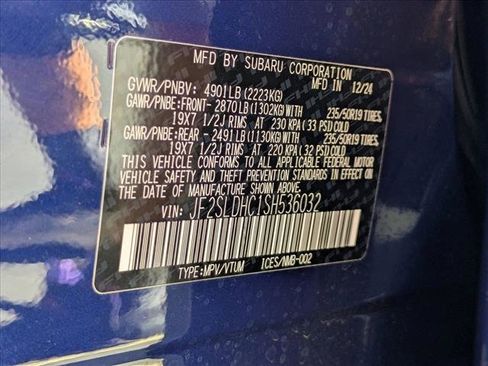 MFD BY SUBARU CORPORATION
GVWR/PNBV: 4901LB(2223KG) MFD IN 12/24
GAWR/PNBE:FRONT- 2870LB(1302KG)WITH 235/50R19 TIRES,
19X7 1/2J RIMS AT 230 KPA(33 PSI)COLD
GAWR/PNBE:REAR - 2491LB(1130KG)WITH 235/50R19 TIRES,
19X7 1/2J RIMS AT 220 KPA(32 PSI)COLD
THIS VEHICLE CONFORMS TO ALL APPLICABLE FEDERAL MOTOR
VEHICLE SAFETY AND THEFT PREVENTION STANDARDS IN EFFECT
ON THE DATE OF MANUFACTURE SHOWN ABOVE.
VIN: JF2SLDHC1SH536032
TYPE:MPV/VTUM ICES/NMB-002